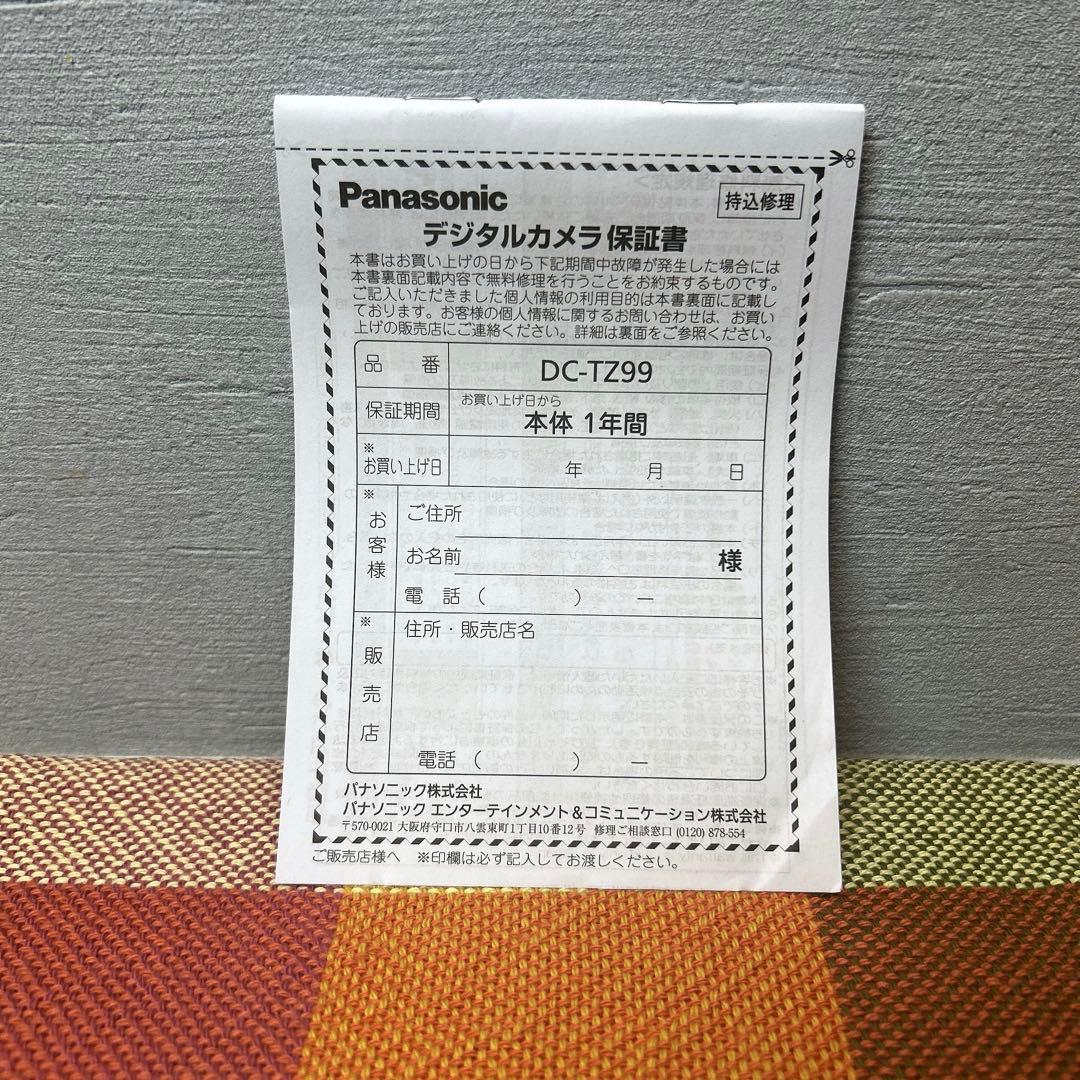 Panasonic
持込修理
デジタルカメラ保証書
本書はお買い上げの日から下記期間中故障が発生した場合には
本書裏面記載内容で無料修理を行うことをお約束するものです。
ご記入いただきました個人情報の利用目的は本書裏面に記載し
ております。お客様の個人情報に関するお問い合わせは、お買い
上げの販売店にご連絡ください。詳細は裏面をご参照ください。
品 番 DC-TZ99
保証期間 お買い上げ日から
本体 1年間
※
お買い上げ日 年 月 日
※
お客様
ご住所
お名前 様
電 話 ( ) ―
※
販売店
住所・販売店名
電話 ( ) ―
パナソニック株式会社
パナソニック エンターテインメント&コミュニケーション株式会社
〒570-0021 大阪府守口市八雲東町1丁目10番12号 修理ご相談窓口 (0120) 878-554
ご販売店様へ ※印欄は必ず記入してお渡しください。